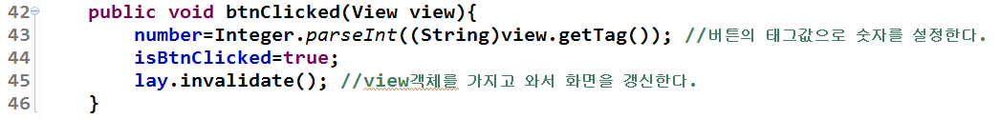 42 public void btnClicked(View view){
43 number=Integer.parseInt((String)view.getTag()); //버튼의 태그값으로 숫자를 설정한다.
44 isBtnClicked=true;
45 lay.invalidate(); //view객체를 가지고 와서 화면을 갱신한다.
46 }